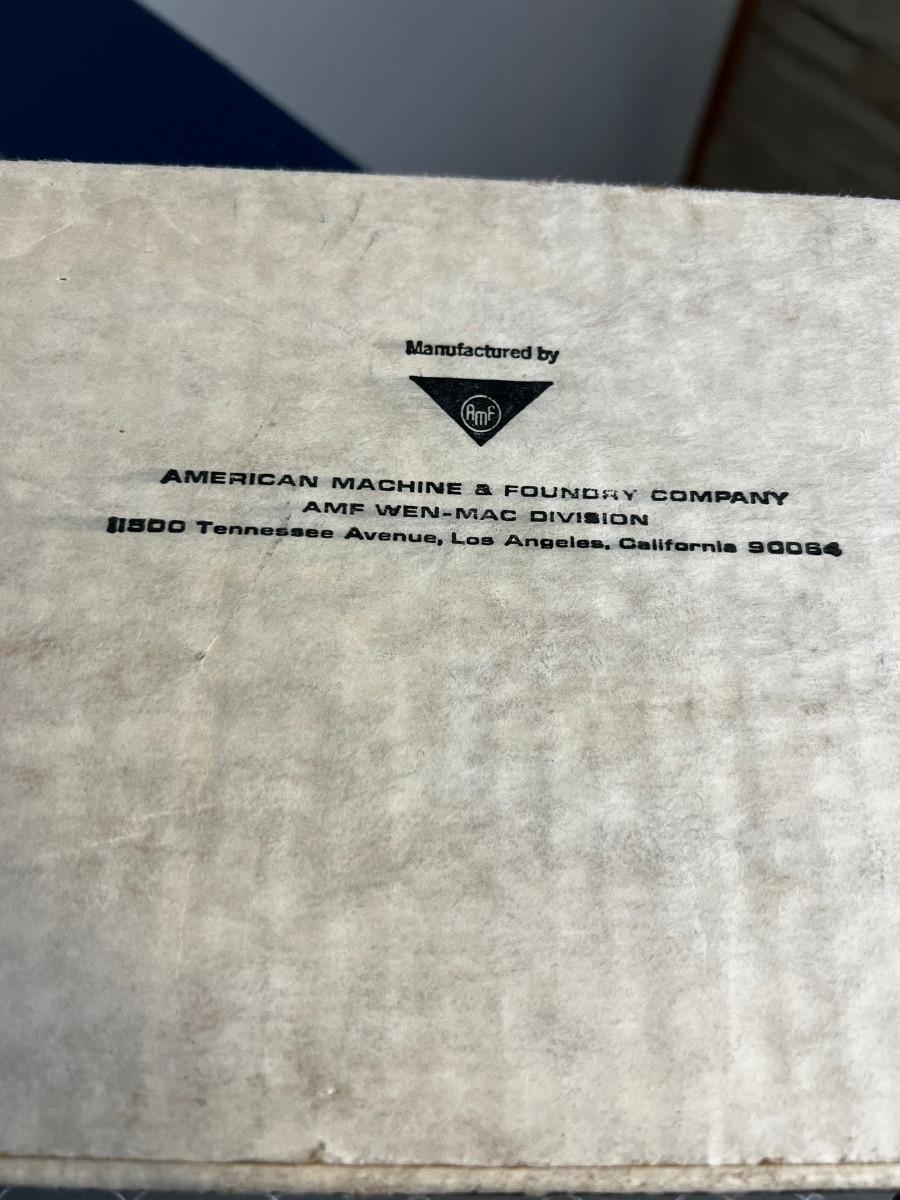 Manufactured by
AMF
AMERICAN MACHINE & FOUNDRY COMPANY
AMF WEN-MAC DIVISION
11500 Tennessee Avenue, Los Angeles, California 90064